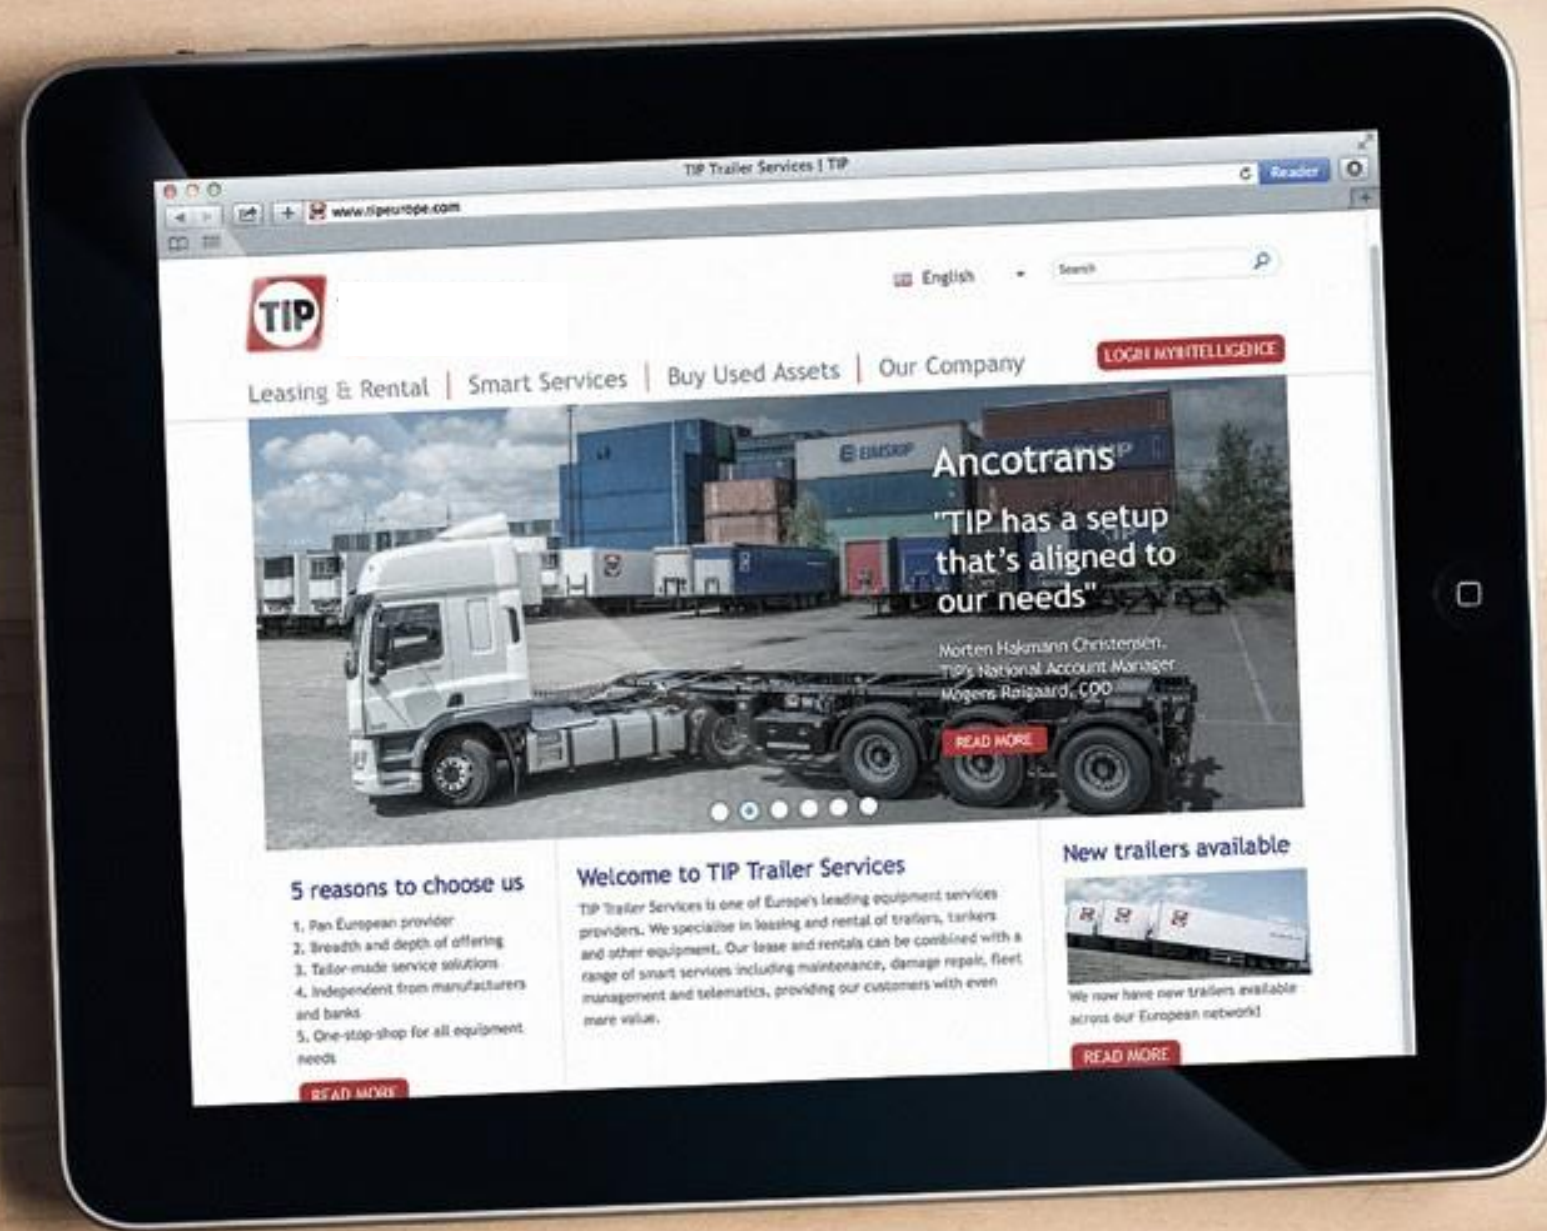 TIP Trailer Services | TIP
Reader
www.tipeurope.com
English
Search
TIP
LOGIN MYINTELLIGENCE
Leasing & Rental | Smart Services | Buy Used Assets | Our Company
EIMSKIP
Ancotrans
"TIP has a setup
that's aligned to
our needs"
Morten Hakmann Christensen,
TIP's National Account Manager
Mogens Røigaard, COO
READ MORE
5 reasons to choose us
1. Pan European provider
2. Breadth and depth of offering
3. Tailor-made service solutions
4. Independent from manufacturers
and banks
5. One-stop-shop for all equipment
needs
READ MORE
Welcome to TIP Trailer Services
TIP Trailer Services is one of Europe's leading equipment services
providers. We specialise in leasing and rental of trailers, tankers
and other equipment. Our lease and rentals can be combined with a
range of smart services including maintenance, damage repair, fleet
management and telematics, providing our customers with even
more value.
New trailers available
We now have new trailers available
across our European network!
READ MORE